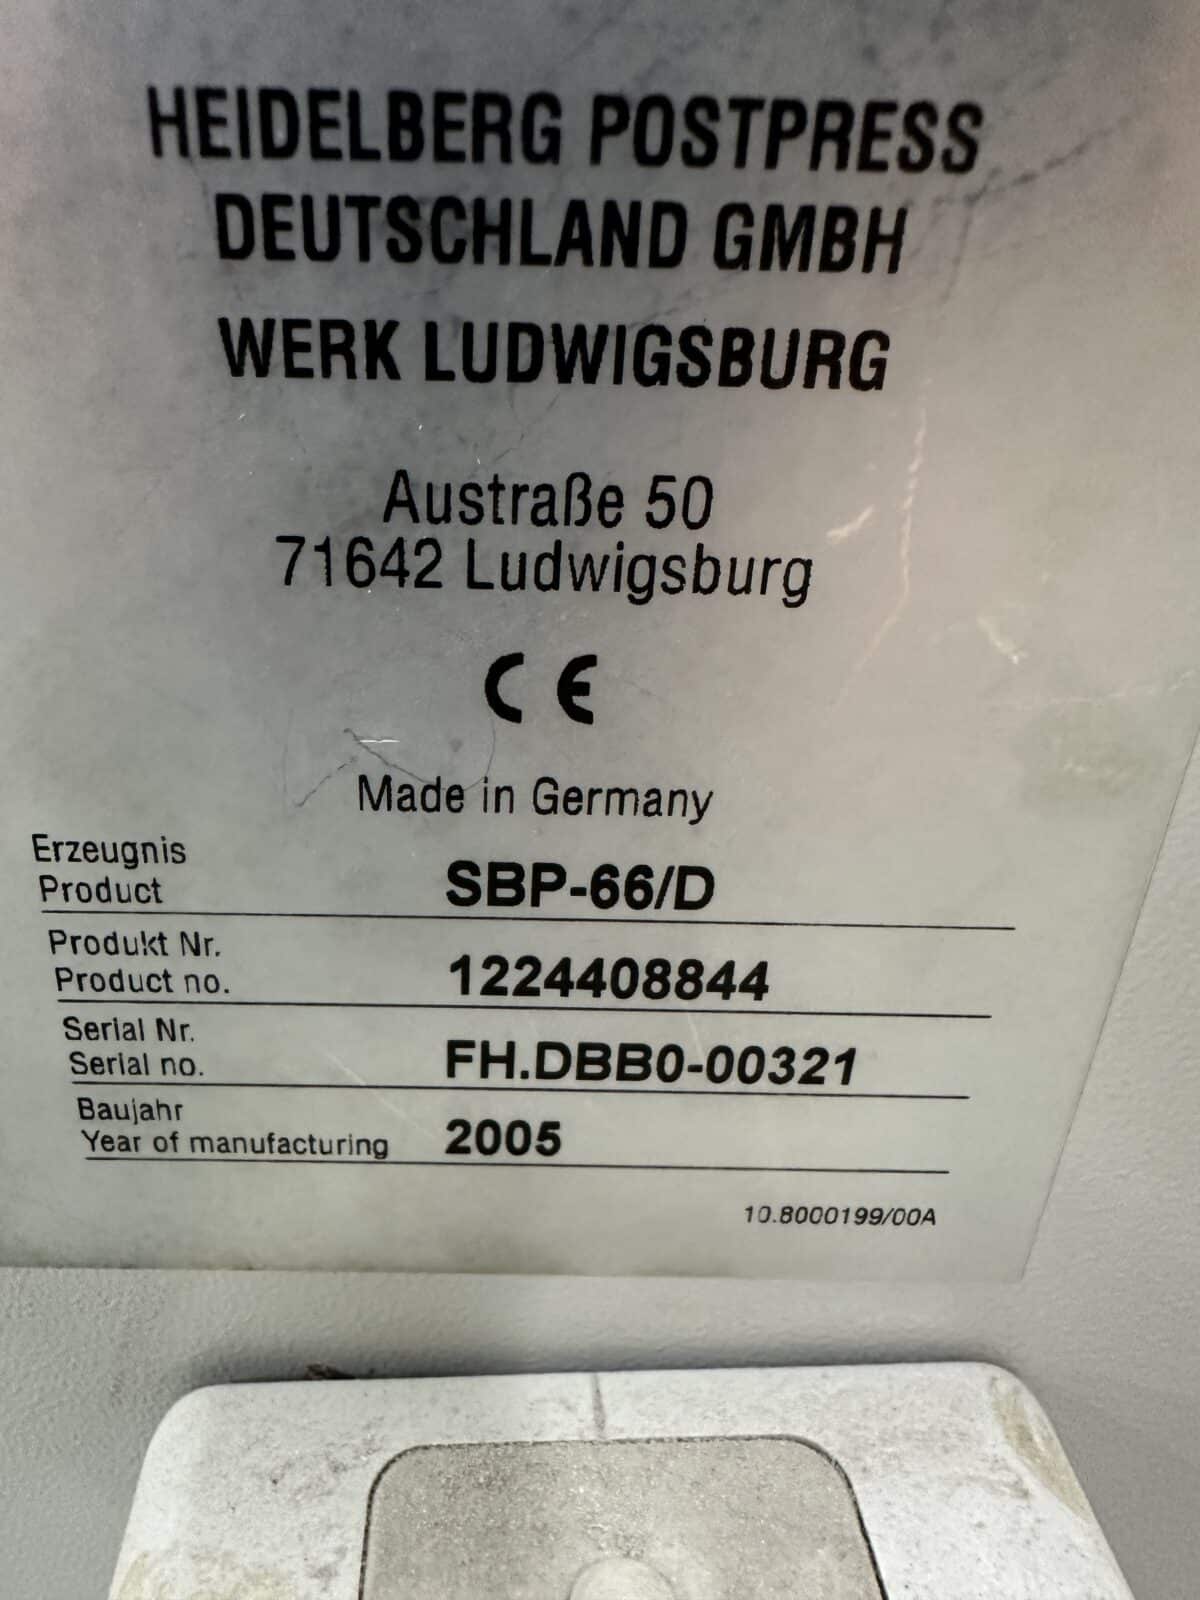 HEIDELBERG POSTPRESS
DEUTSCHLAND GMBH
WERK LUDWIGSBURG
Austraße 50
71642 Ludwigsburg
CE
Made in Germany
Erzeugnis
Product SBP-66/D
Produkt Nr.
Product no. 1224408844
Serial Nr.
Serial no. FH.DBB0-00321
Baujahr
Year of manufacturing 2005
10.8000199/00A